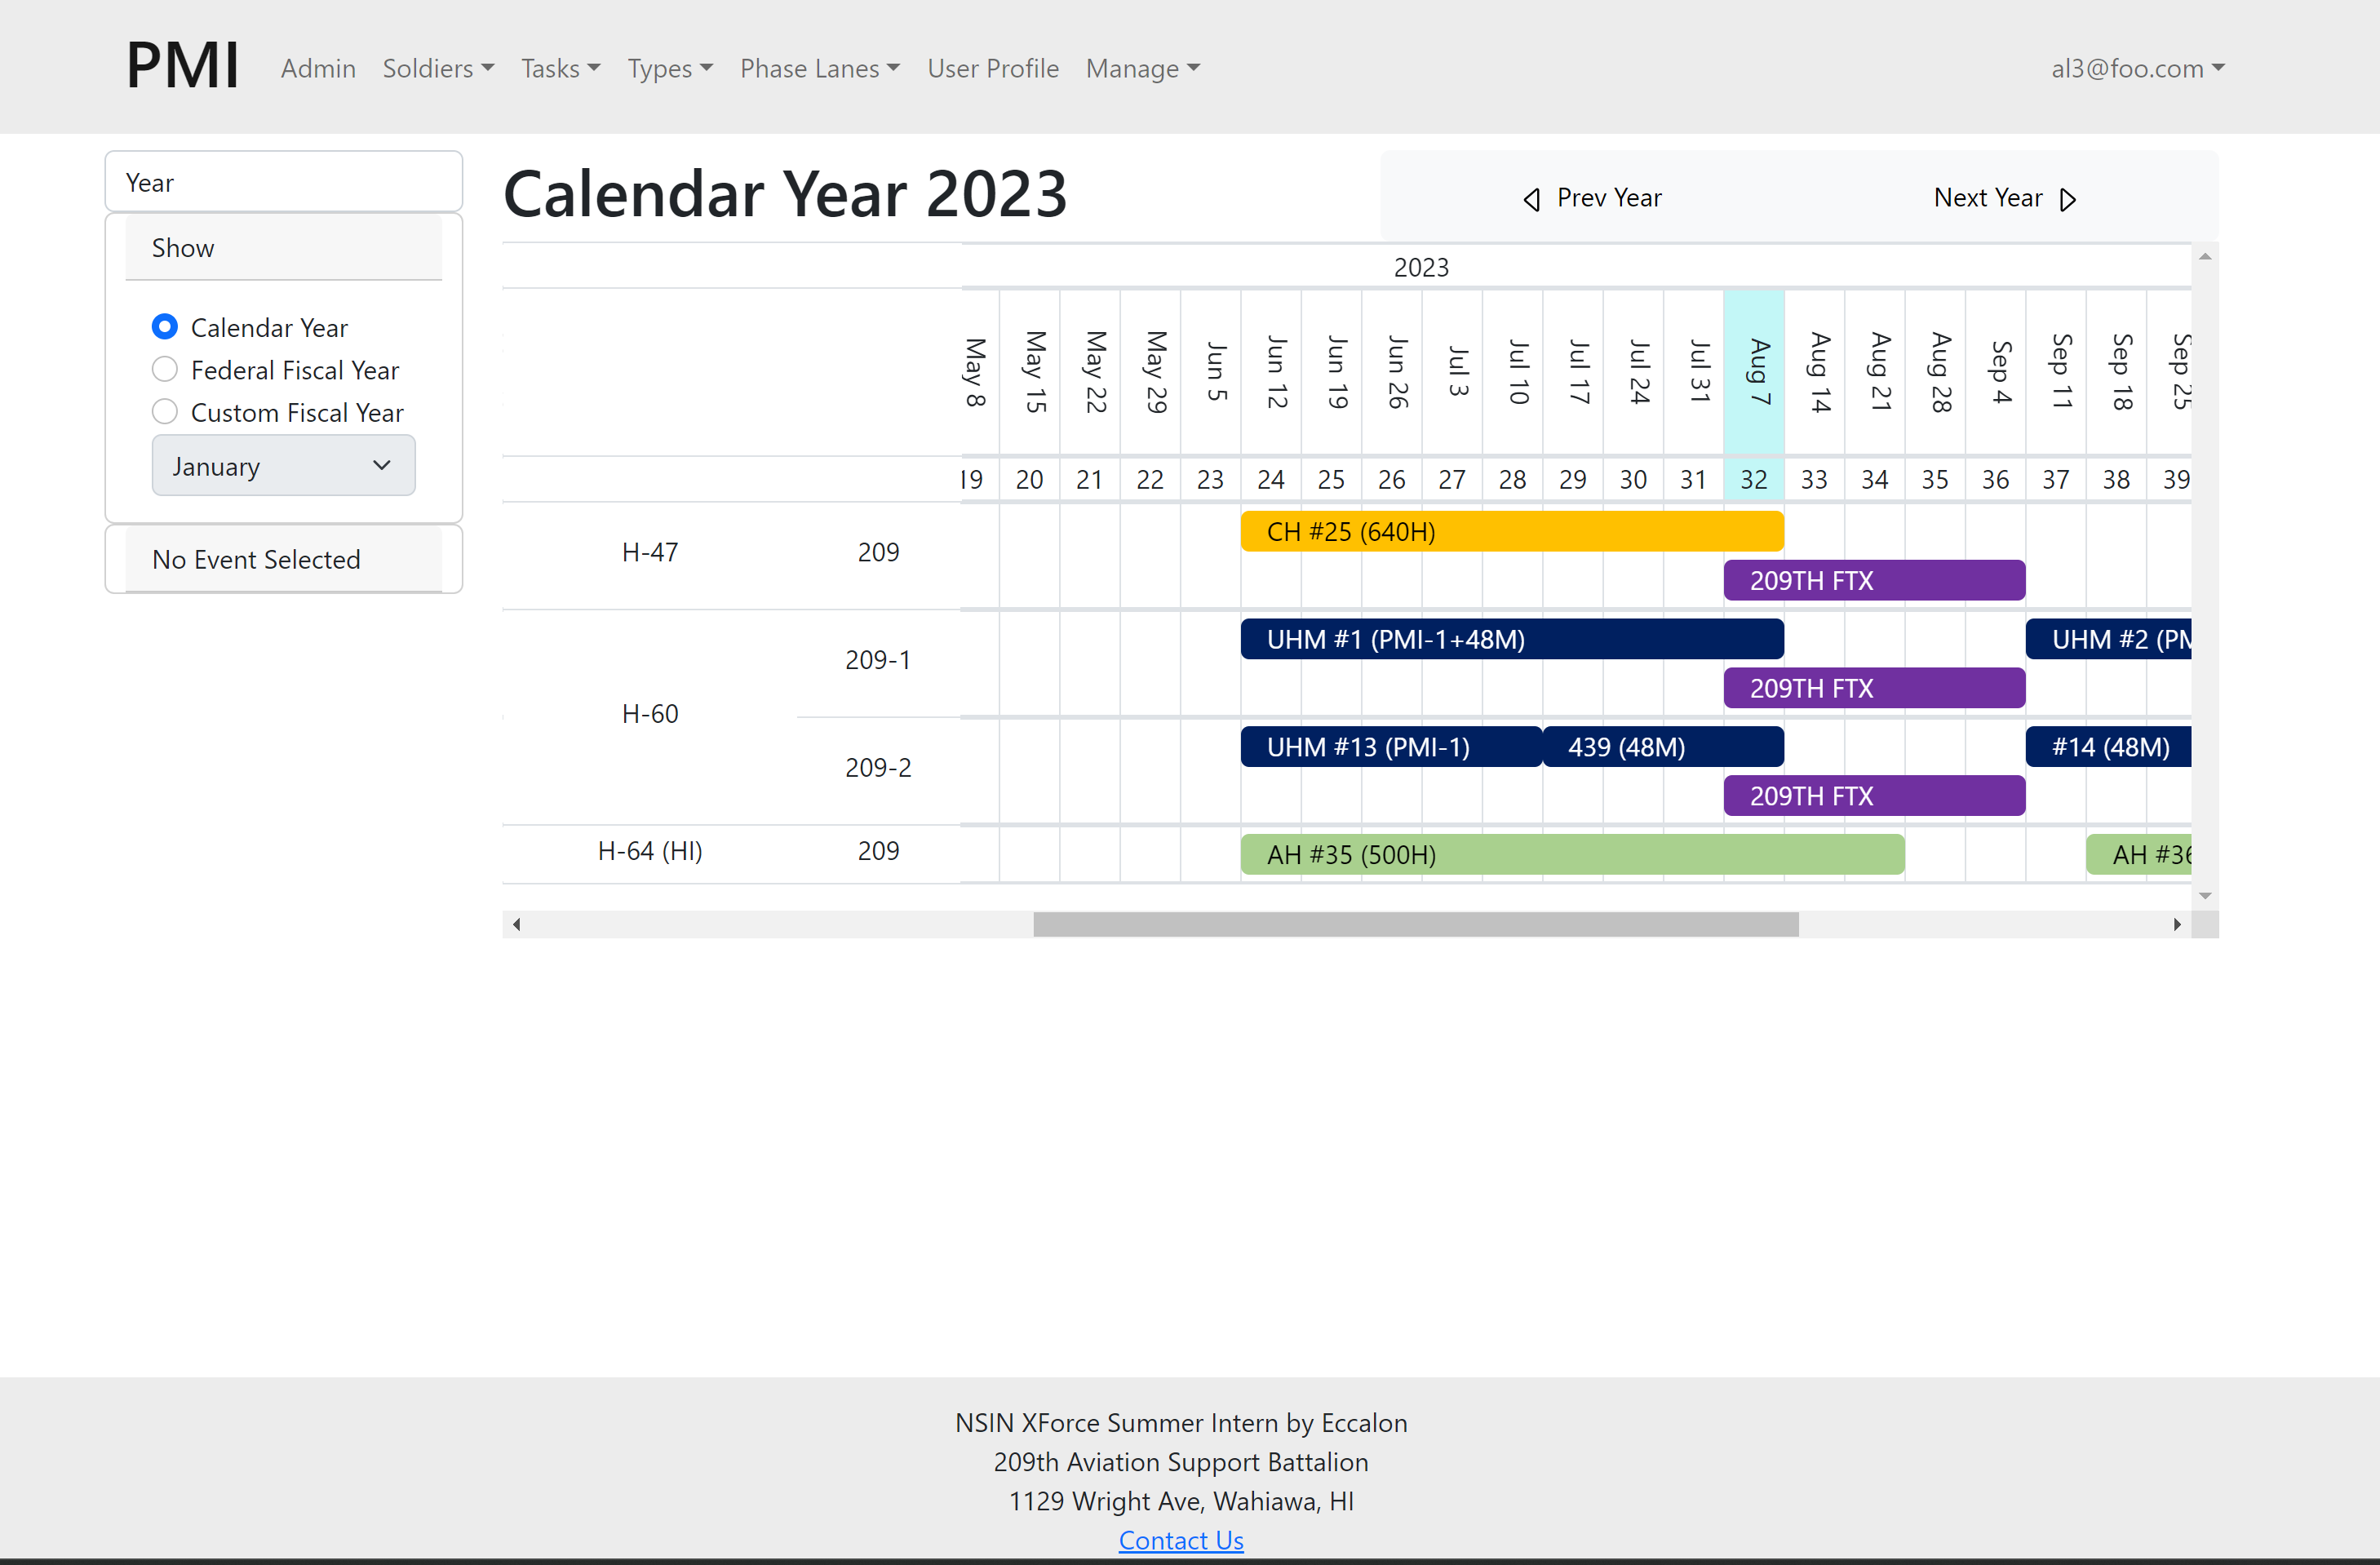 PMI Admin Soldiers Tasks Types Phase Lanes User Profile Manage al3@foo.com
Year
Show
Calendar Year
Federal Fiscal Year
Custom Fiscal Year
January
No Event Selected
Calendar Year 2023
Prev Year Next Year
2023
May 8 May 15 May 22 May 29 Jun 5 Jun 12 Jun 19 Jun 26 Jul 3 Jul 10 Jul 17 Jul 24 Jul 31 Aug 7 Aug 14 Aug 21 Aug 28 Sep 4 Sep 11 Sep 18 Sep 25
19 20 21 22 23 24 25 26 27 28 29 30 31 32 33 34 35 36 37 38 39
H-47 209 CH #25 (640H)
209TH FTX
H-60 209-1 UHM #1 (PMI-1+48M) UHM #2 (PM
209TH FTX
209-2 UHM #13 (PMI-1) 439 (48M) #14 (48M)
209TH FTX
H-64 (HI) 209 AH #35 (500H) AH #36
NSIN XForce Summer Intern by Eccalon
209th Aviation Support Battalion
1129 Wright Ave, Wahiawa, HI
Contact Us